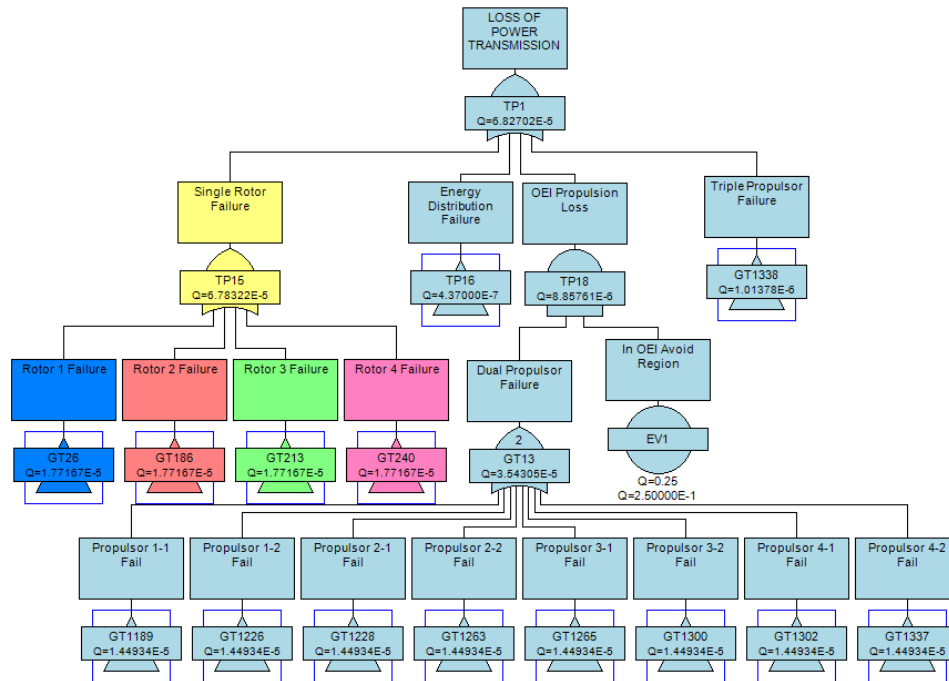 LOSS OF
POWER
TRANSMISSION
TP1
Q=6.82702E-5
Single Rotor
Failure
Energy
Distribution
Failure
OEI Propulsion
Loss
Triple Propulsor
Failure
TP15
Q=6.78322E-5
TP16
Q=4.37000E-7
TP18
Q=8.85761E-6
GT1338
Q=1.01378E-6
Rotor 1 Failure
Rotor 2 Failure
Rotor 3 Failure
Rotor 4 Failure
Dual Propulsor
Failure
In OEI Avoid
Region
GT26
Q=1.77167E-5
GT186
Q=1.77167E-5
GT213
Q=1.77167E-5
GT240
Q=1.77167E-5
2
GT13
Q=3.54305E-5
EV1
Q=0.25
Q=2.50000E-1
Propulsor 1-1
Fail
Propulsor 1-2
Fail
Propulsor 2-1
Fail
Propulsor 2-2
Fail
Propulsor 3-1
Fail
Propulsor 3-2
Fail
Propulsor 4-1
Fail
Propulsor 4-2
Fail
GT1189
Q=1.44934E-5
GT1226
Q=1.44934E-5
GT1228
Q=1.44934E-5
GT1263
Q=1.44934E-5
GT1265
Q=1.44934E-5
GT1300
Q=1.44934E-5
GT1302
Q=1.44934E-5
GT1337
Q=1.44934E-5